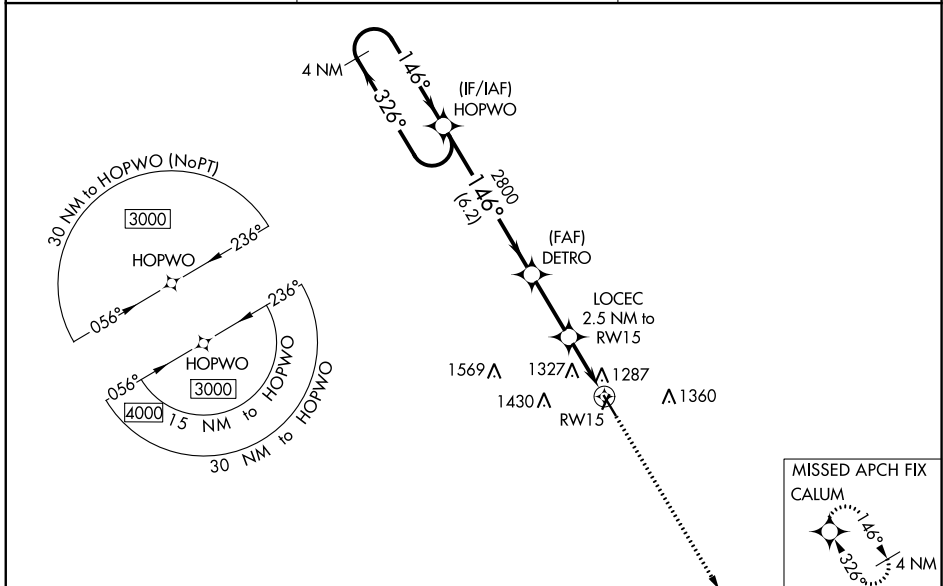 4 NM
146°
326°
(IF/IAF)
HOPWO
30 NM to HOPWO (NoPT)
3000
HOPWO
236°
056°
2800
146°
(6.2)
(FAF)
DETRO
LOCEC
2.5 NM to
RW15
236°
HOPWO
056°
3000
4000
15 NM to HOPWO
30 NM to HOPWO
1569
1327
1287
1430
1360
RW15
MISSED APCH FIX
CALUM
146°
326°
4 NM